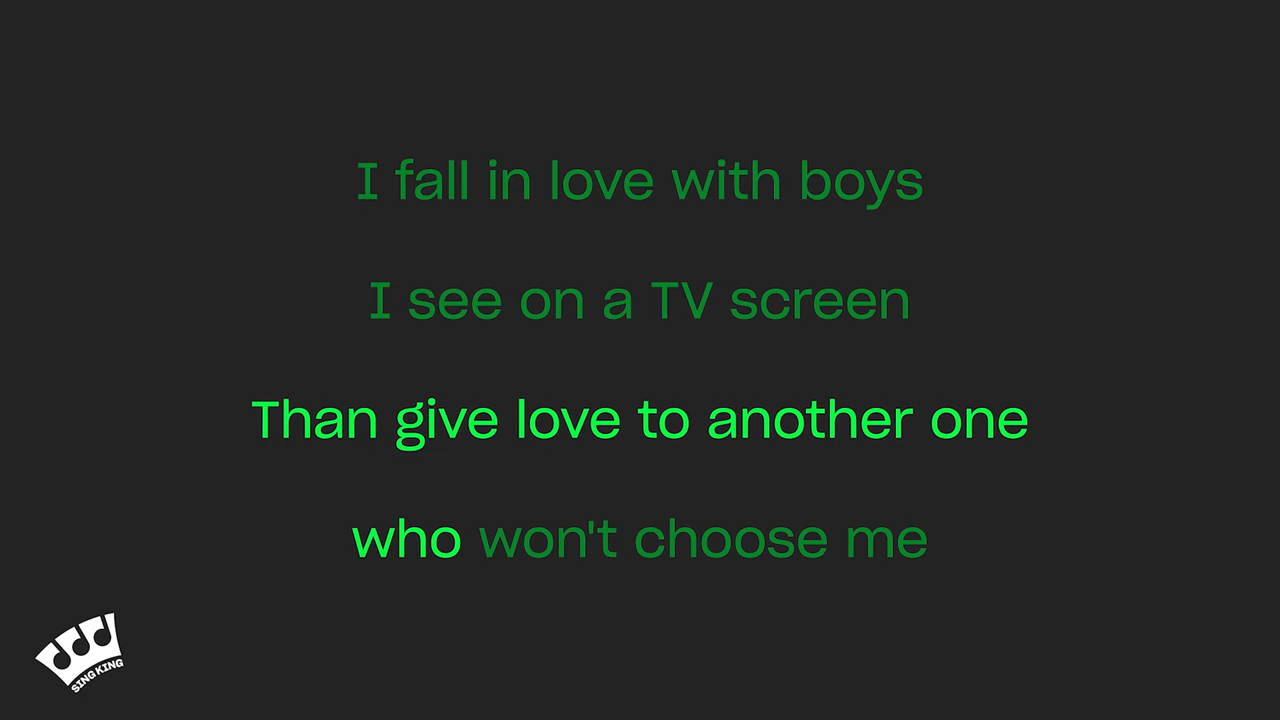 I fall in love with boys
I see on a TV screen
Than give love to another one
who won't choose me
SING KING